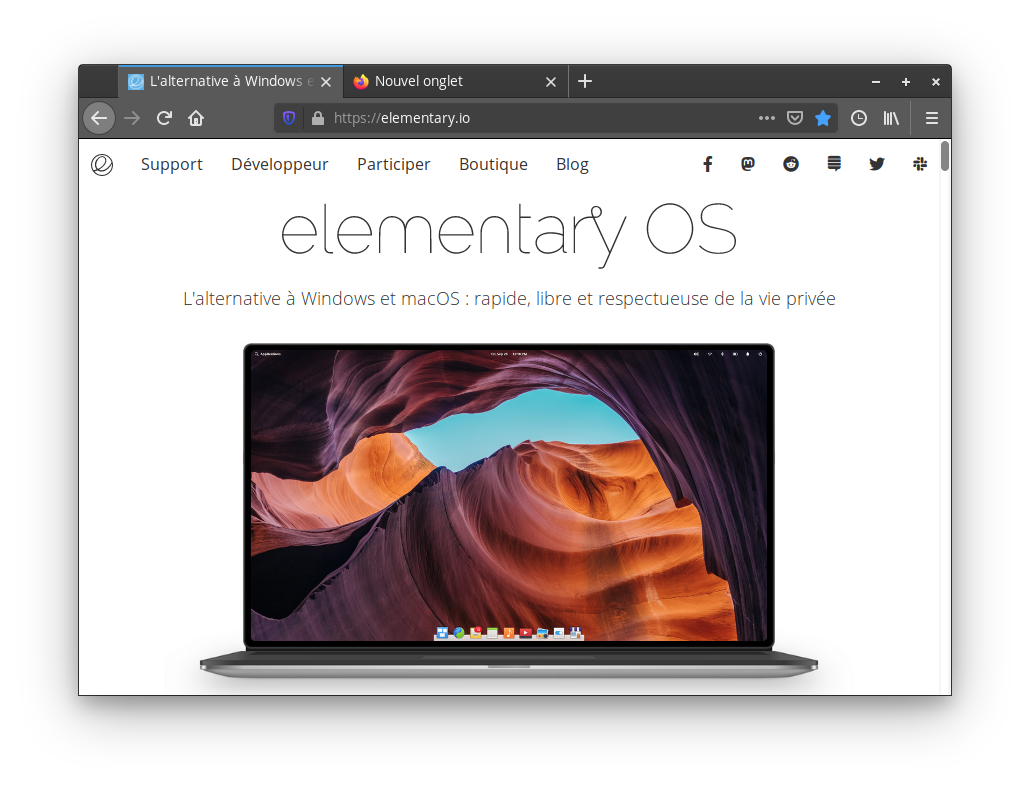 L'alternative à Windows e
Nouvel onglet
https://elementary.io
Support Développeur Participer Boutique Blog
elementary OS
L'alternative à Windows et macOS : rapide, libre et respectueuse de la vie privée
Applications